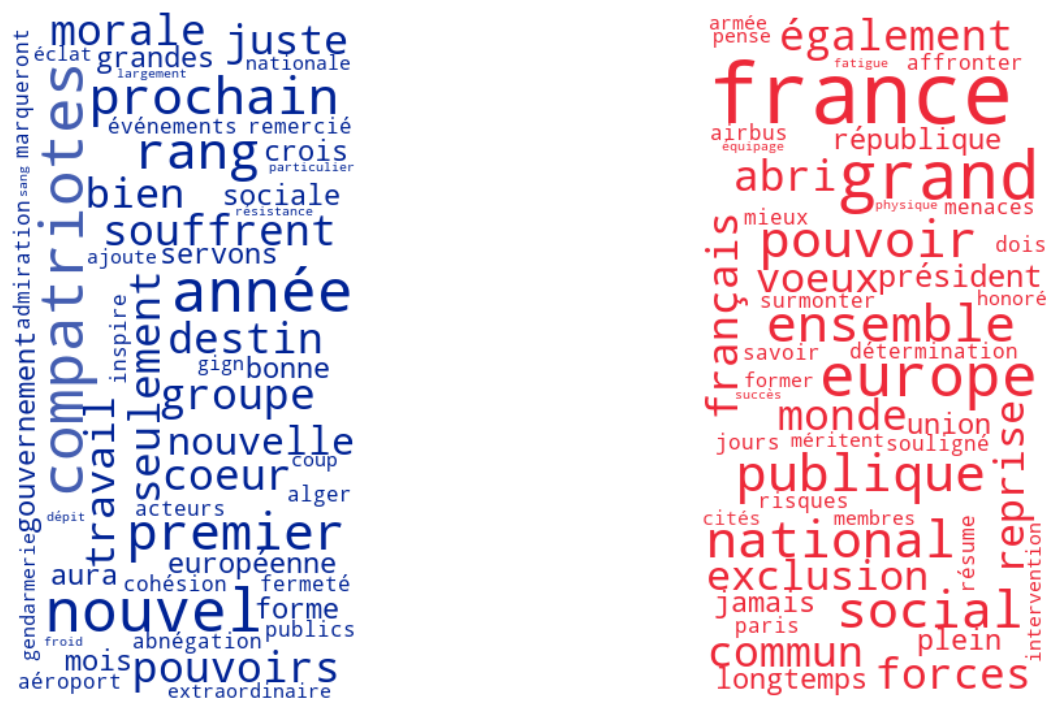 morale
juste
éclat
grandes
nationale
largement
marqueront
compatriotes
prochain
événements
remercié
rang
crois
particulier
sang
bien
sociale
résistance
admiration
souffrent
ajoute
servons
année
seulement
inspire
destin
gign
bonne
gouvernement
groupe
travail
nouvelle
coup
coeur
alger
acteurs
dépit
premier
gendarmerie
européenne
aura
cohésion
fermeté
nouvel
forme
publics
froid
abnégation
mois
pouvoirs
aéroport
extraordinaire
armée
pense
également
fatigue
affronter
france
airbus
république
équipage
abri
grand
physique
menaces
mieux
français
pouvoir
dois
voeux
président
surmonter
honoré
ensemble
savoir
détermination
former
europe
succès
monde
union
jours
méritent
souligné
reprise
publique
risques
cités
membres
national
résume
intervention
exclusion
jamais
social
paris
plein
commun
longtemps
forces